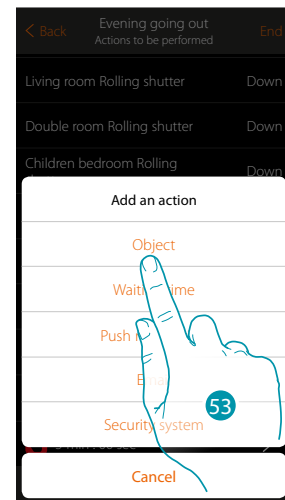 < Back
Evening going out
End
Actions to be performed
Living room Rolling shutter Down
Double room Rolling shutter Down
Children bedroom Rolling
Down
Add an action
Object
Push
53
Security system
Cancel